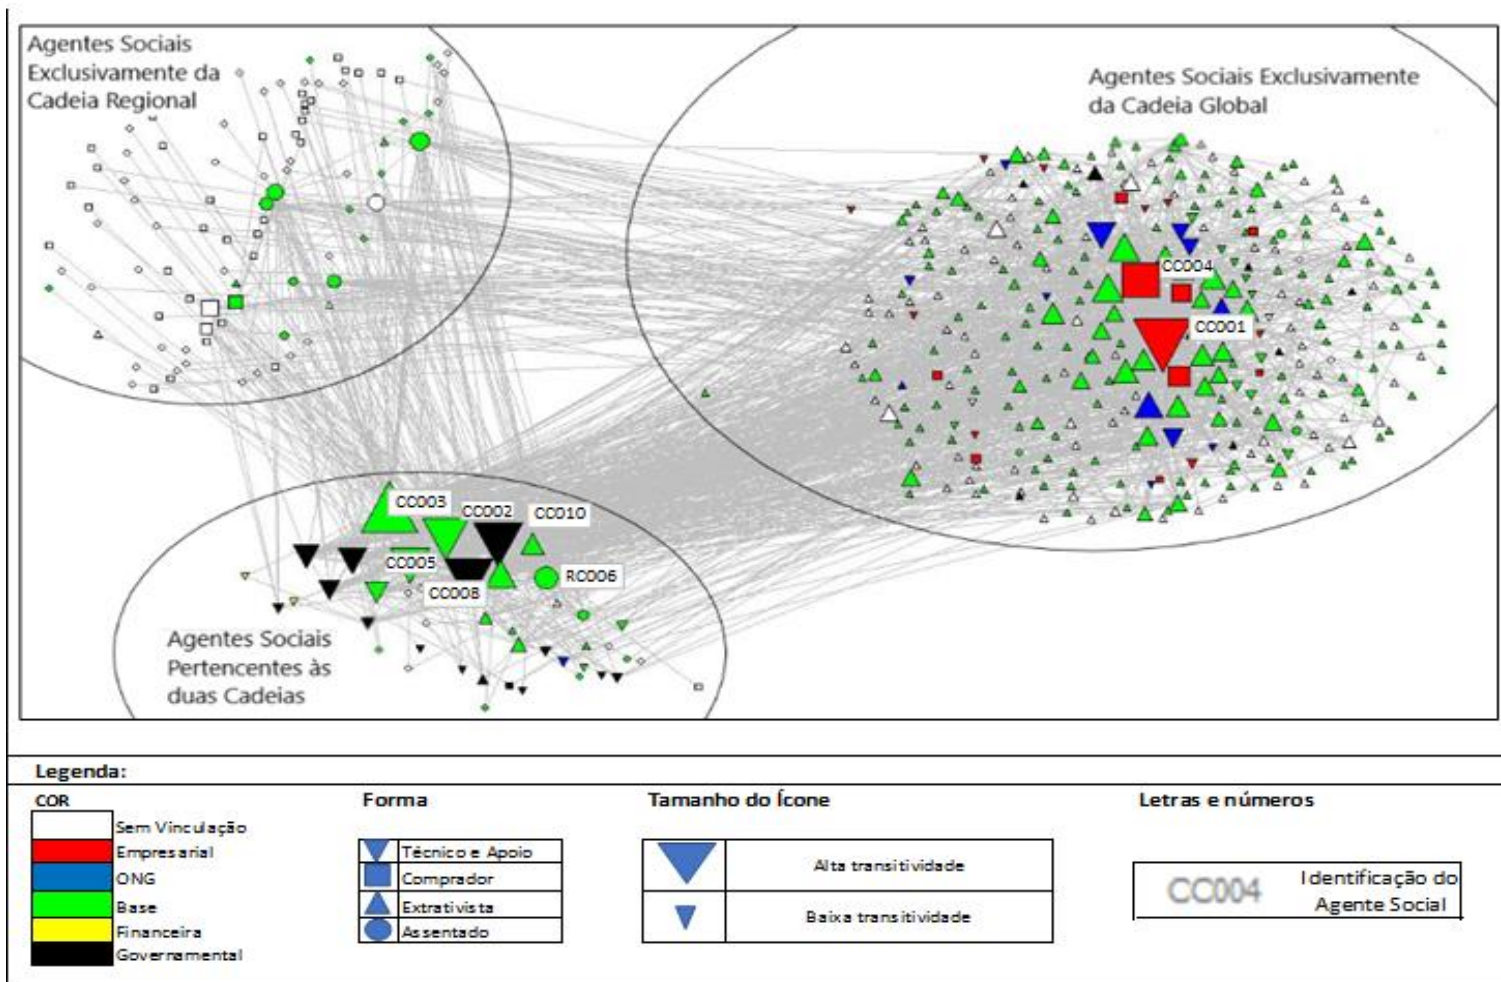 Agentes Sociais
Exclusivamente da
Cadeia Regional
Agentes Sociais Exclusivamente
da Cadeia Global
CC004
CC001
CC003
CC002
CC010
CC005
CC008
RC006
Agentes Sociais
Pertencentes às
duas Cadeias
Legenda:
COR
Sem Vinculação
Empresarial
ONG
Base
Financeira
Governamental
Forma
Técnico e Apoio
Comprador
Extrativista
Assentado
Tamanho do Ícone
Alta transitividade
Baixa transitividade
Letras e números
CC004
Identificação do
Agente Social